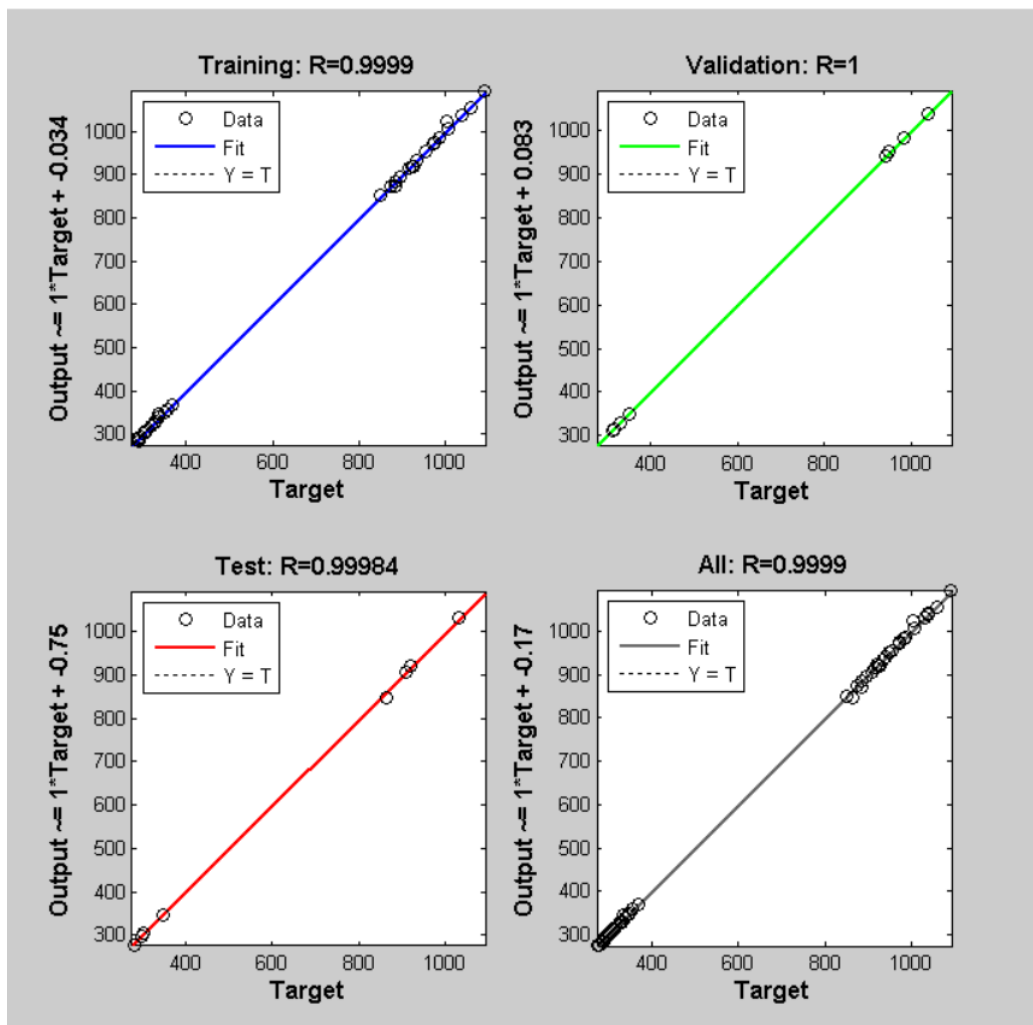 Training: R=0.9999
Output ~= 1*Target + -0.034
Data
Fit
Y = T
1000
900
800
700
600
500
400
300
400 600 800 1000
Target
Validation: R=1
Output ~= 1*Target + 0.083
Data
Fit
Y = T
1000
900
800
700
600
500
400
300
400 600 800 1000
Target
Test: R=0.99984
Output ~= 1*Target + -0.75
Data
Fit
Y = T
1000
900
800
700
600
500
400
300
400 600 800 1000
Target
All: R=0.9999
Output ~= 1*Target + -0.17
Data
Fit
Y = T
1000
900
800
700
600
500
400
300
400 600 800 1000
Target